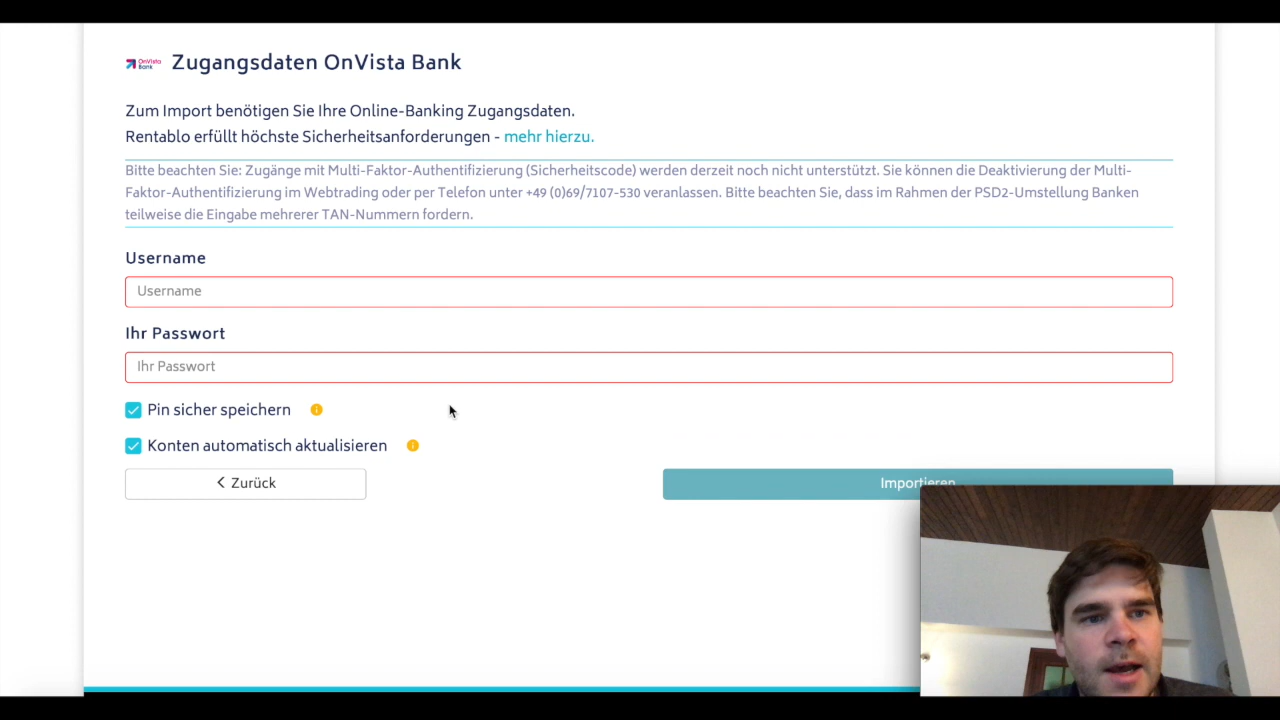 OnVista
Bank
Zugangsdaten OnVista Bank
Zum Import benötigen Sie Ihre Online-Banking Zugangsdaten.
Rentablo erfüllt höchste Sicherheitsanforderungen - mehr hierzu.
Bitte beachten Sie: Zugänge mit Multi-Faktor-Authentifizierung (Sicherheitscode) werden derzeit noch nicht unterstützt. Sie können die Deaktivierung der Multi-
Faktor-Authentifizierung im Webtrading oder per Telefon unter +49 (0)69/7107-530 veranlassen. Bitte beachten Sie, dass im Rahmen der PSD2-Umstellung Banken
teilweise die Eingabe mehrerer TAN-Nummern fordern.
Username
Username
Ihr Passwort
Ihr Passwort
Pin sicher speichern
Konten automatisch aktualisieren
Zurück
Importieren